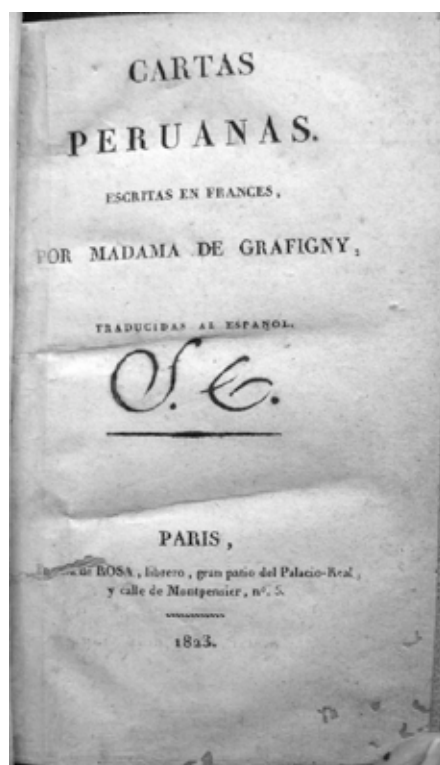 CARTAS
PERUANAS.
ESCRITAS EN FRANCES,
POR MADAMA DE GRAFIGNY,
TRADUCIDAS AL ESPAÑOL.
PARIS,
de ROSA, librero, gran patio del Palacio-Real,
y calle de Montpensier, nº. 5.
1823.